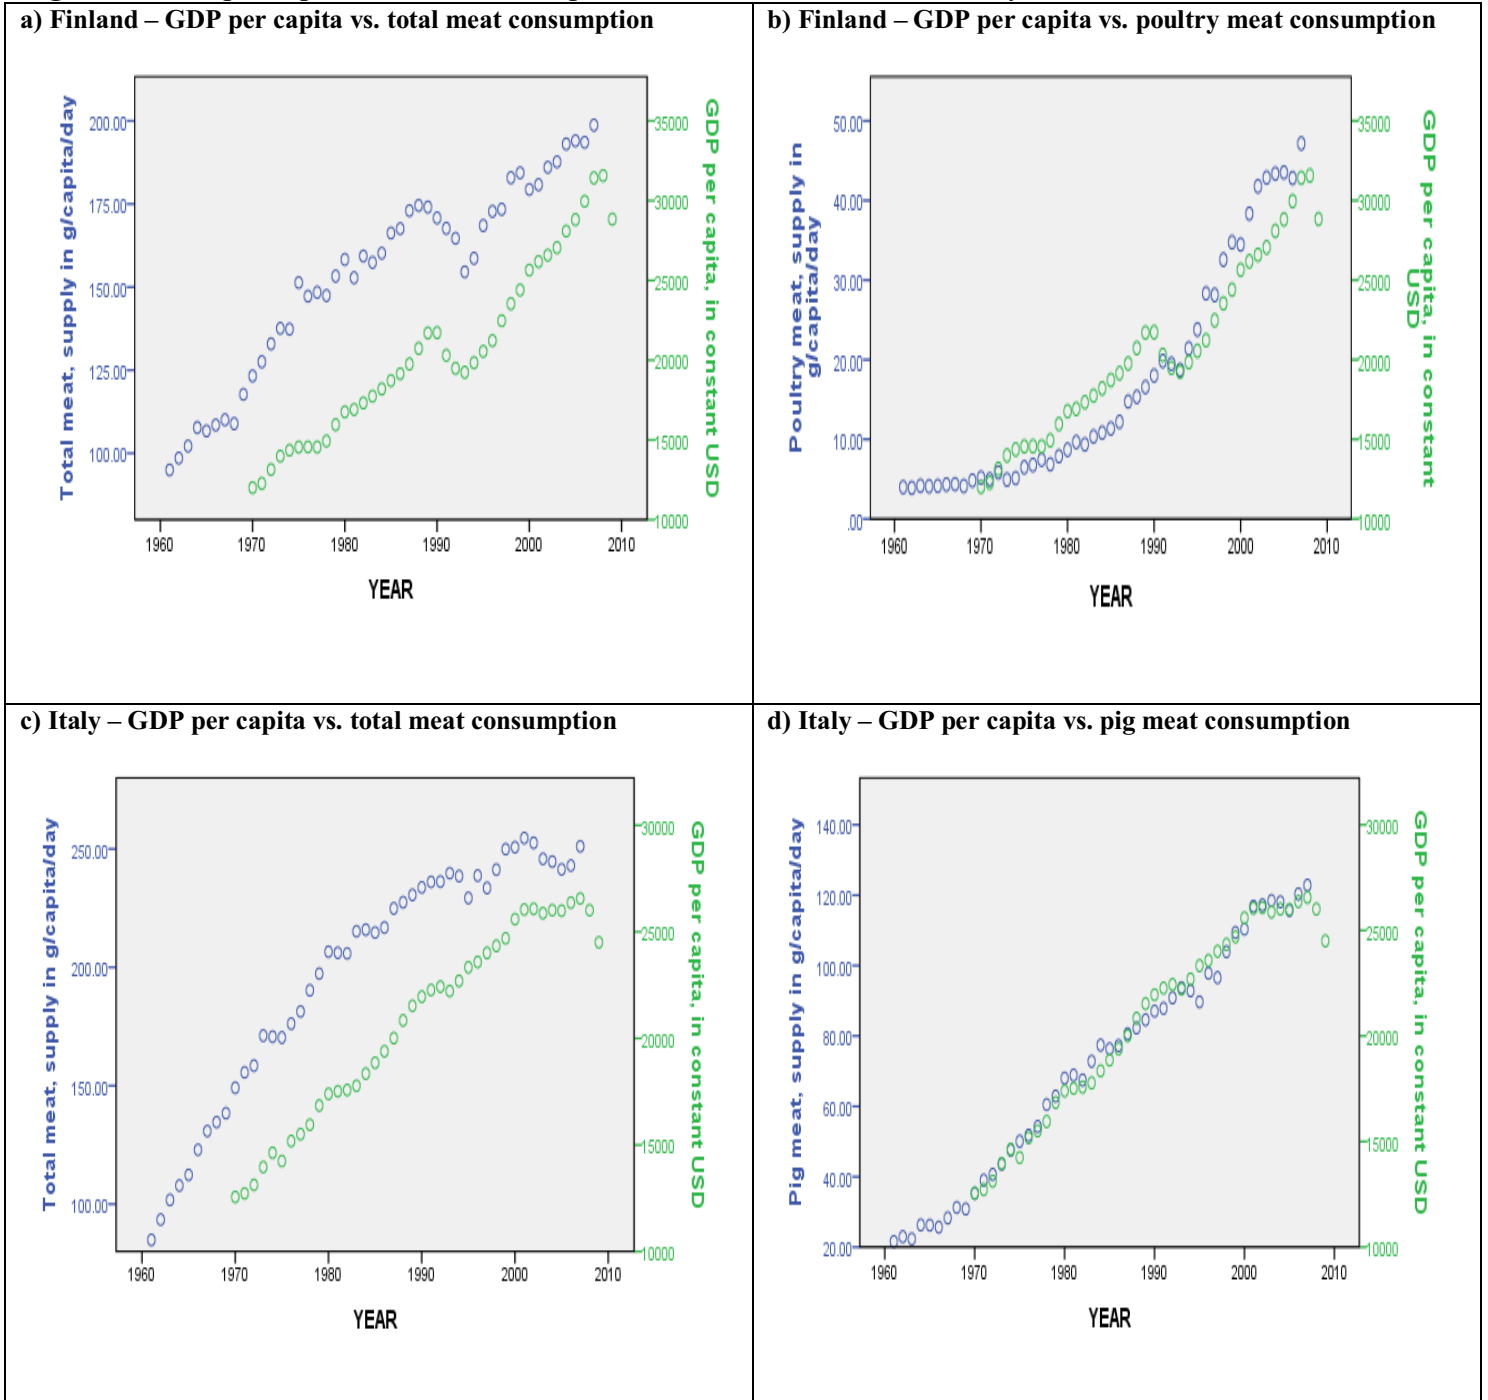 a) Finland – GDP per capita vs. total meat consumption
Total meat, supply in g/capita/day
200.00
175.00
150.00
125.00
100.00
35000
30000
25000
20000
15000
10000
GDP per capita, in constant USD
1960 1970 1980 1990 2000 2010
YEAR
b) Finland – GDP per capita vs. poultry meat consumption
Poultry meat, supply in
g/capita/day
50.00
40.00
30.00
20.00
10.00
.00
35000
30000
25000
20000
15000
10000
GDP per capita, in constant
USD
1960 1970 1980 1990 2000 2010
YEAR
c) Italy – GDP per capita vs. total meat consumption
Total meat, supply in g/capita/day
250.00
200.00
150.00
100.00
30000
25000
20000
15000
10000
GDP per capita, in constant USD
1960 1970 1980 1990 2000 2010
YEAR
d) Italy – GDP per capita vs. pig meat consumption
Pig meat, supply in g/capita/day
140.00
120.00
100.00
80.00
60.00
40.00
20.00
30000
25000
20000
15000
10000
GDP per capita, in constant USD
1960 1970 1980 1990 2000 2010
YEAR